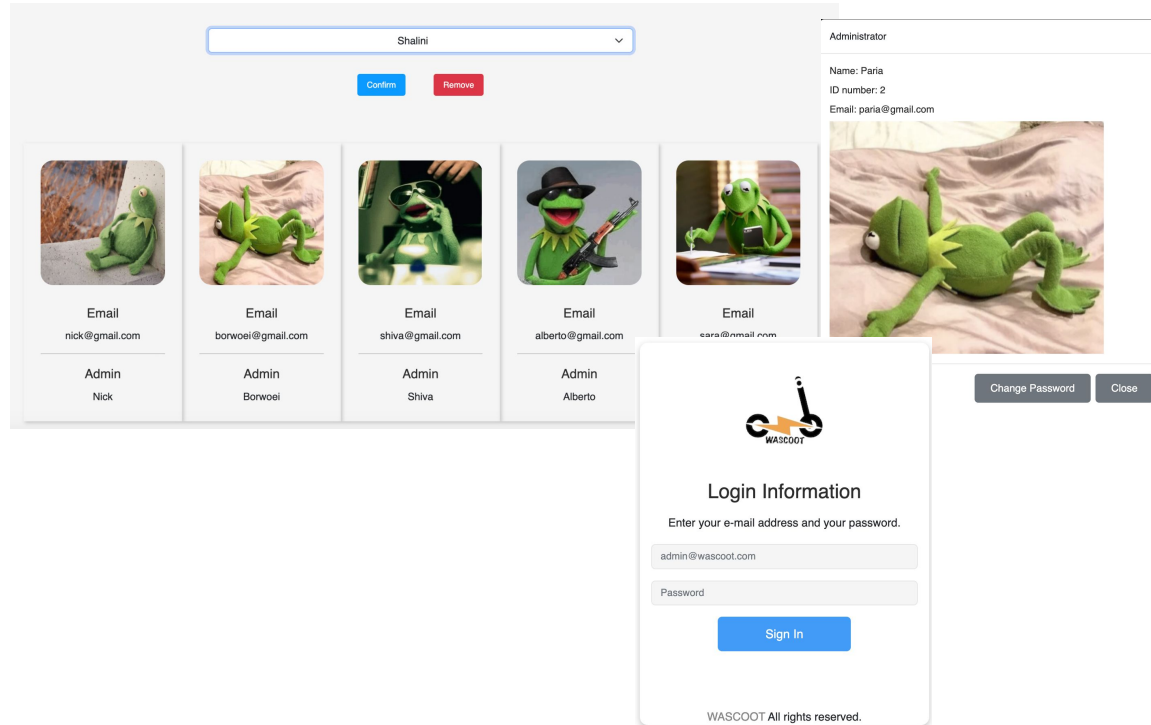 Shalini
Confirm
Remove
Email
nick@gmail.com
Admin
Nick
Email
borwoei@gmail.com
Admin
Borwoei
Email
shiva@gmail.com
Admin
Shiva
Email
alberto@gmail.com
Admin
Alberto
Email
sara@gmail.com
Administrator
Name: Paria
ID number: 2
Email: paria@gmail.com
Change Password
Close
WASCOOT
Login Information
Enter your e-mail address and your password.
admin@wascoot.com
Password
Sign In
WASCOOT All rights reserved.